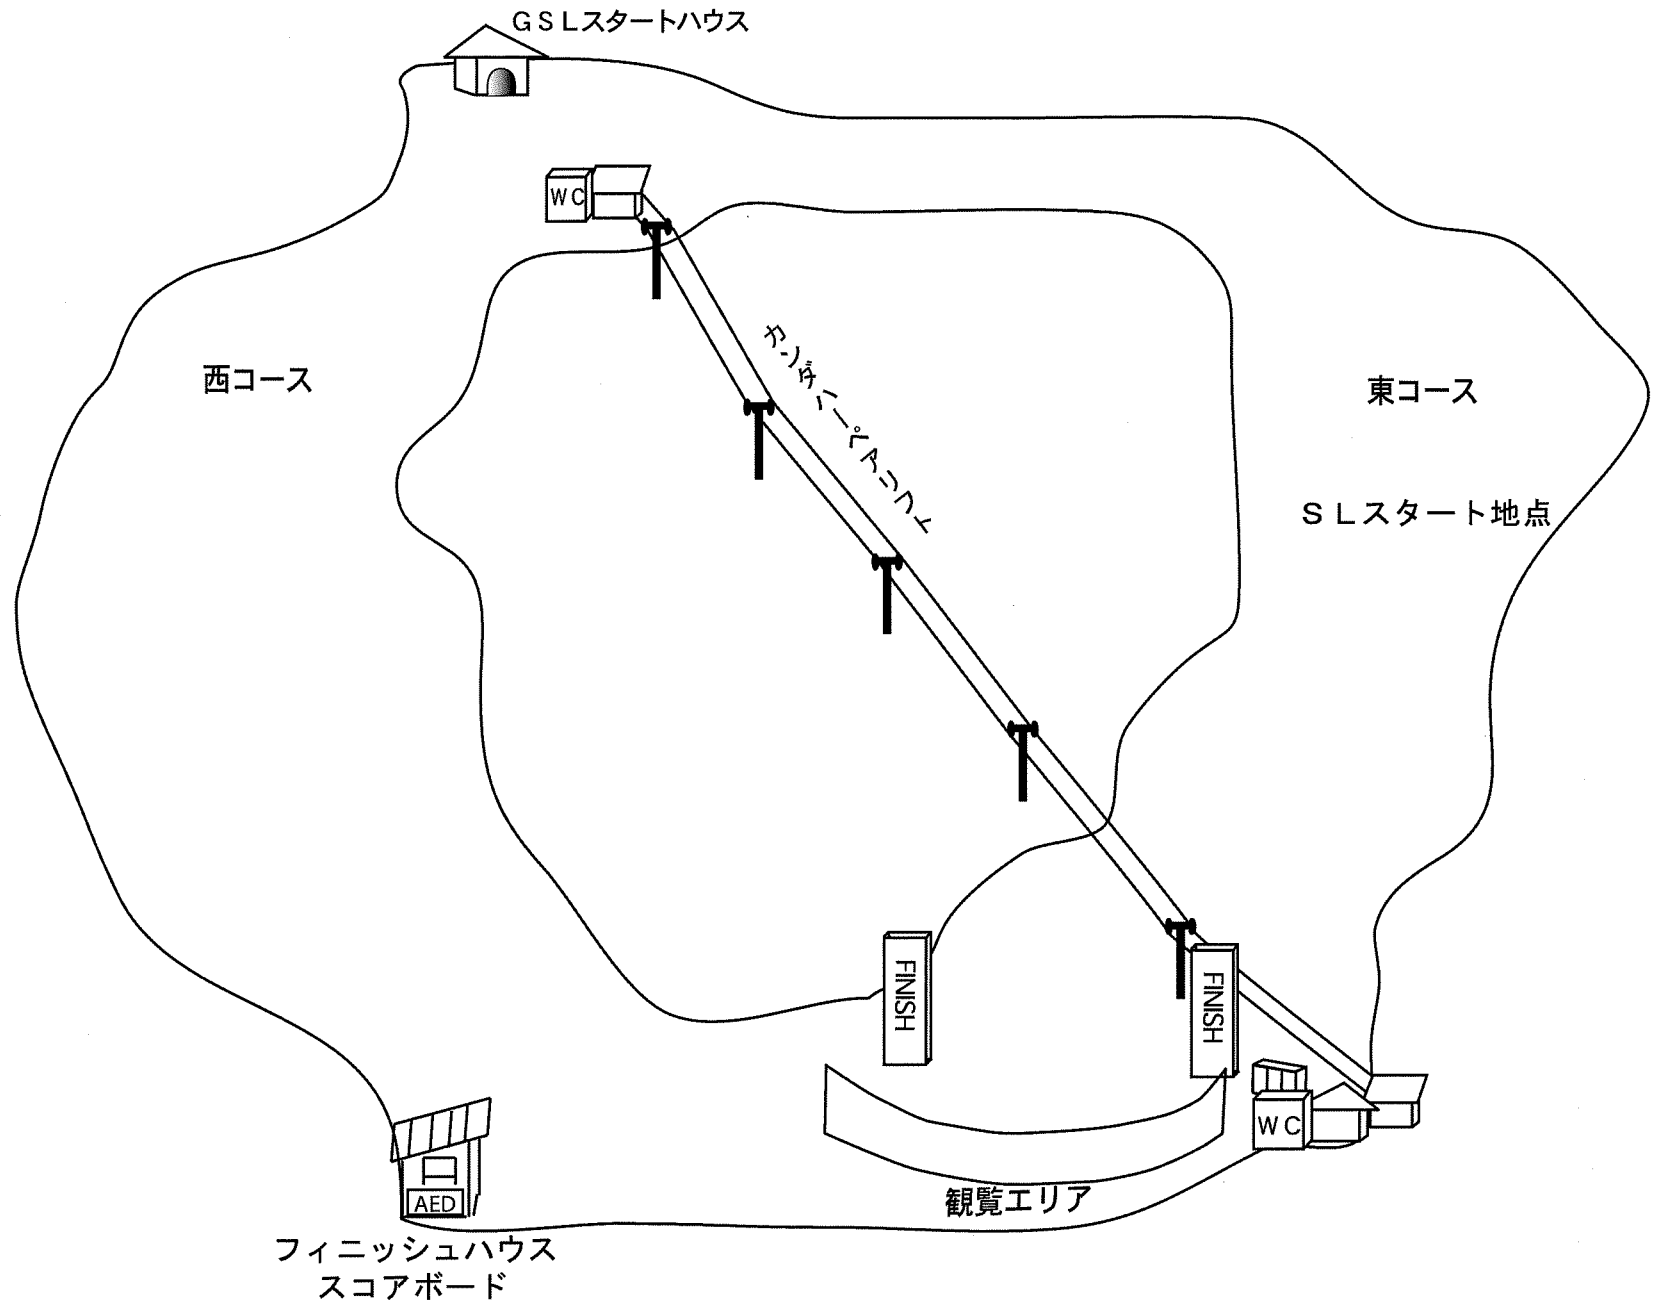 ＧＳＬスタートハウス
ＷＣ
カンダハーペアリフト
西コース
東コース
ＳＬスタート地点
FINISH
FINISH
ＷＣ
観覧エリア
AED
フィニッシュハウス
スコアボード